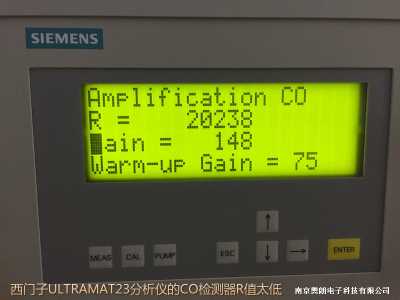 SIEMENS
Amplification CO
R = 20238
Gain = 148
Warm-up Gain = 75
MEAS CAL PUMP ESC ENTER
西门子ULTRAMAT23分析仪的CO检测器R值太低
南京奥朗电子科技有限公司